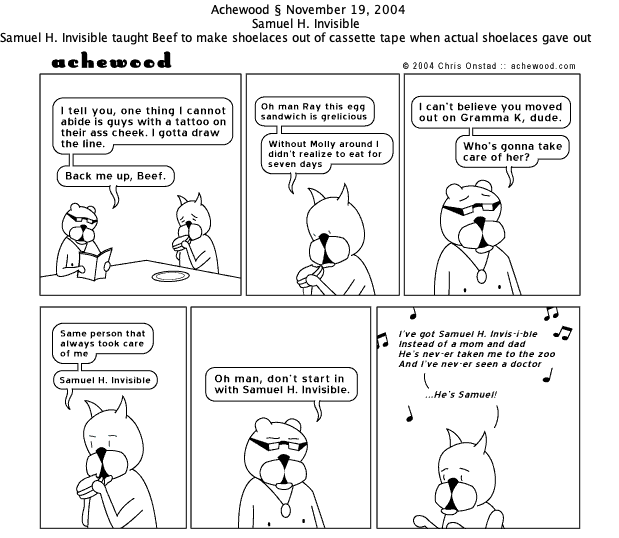 Achewood § November 19, 2004
Samuel H. Invisible
Samuel H. Invisible taught Beef to make shoelaces out of cassette tape when actual shoelaces gave out
achewood
© 2004 Chris Onstad :: achewood.com
I tell you, one thing I cannot
abide is guys with a tattoo on
their ass cheek. I gotta draw
the line.
Back me up, Beef.
Oh man Ray this egg
sandwich is grelicious
Without Molly around I
didn't realize to eat for
seven days
I can't believe you moved
out on Gramma K, dude.
Who's gonna take
care of her?
Same person that
always took care
of me
Samuel H. Invisible
Oh man, don't start in
with Samuel H. Invisible.
I've got Samuel H. Invis-i-ble
Instead of a mom and dad
He's nev-er taken me to the zoo
And I've nev-er seen a doctor
...He's Samuel!